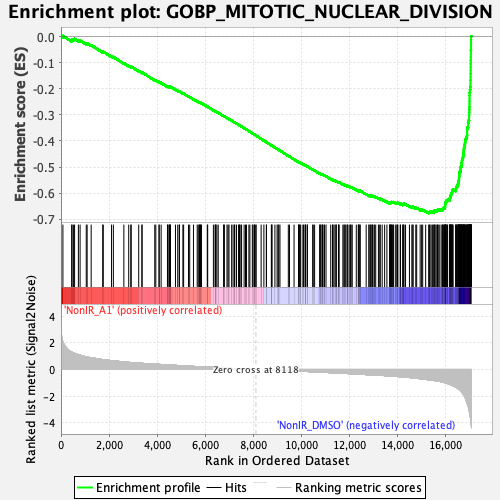 Enrichment plot: GOBP_MITOTIC_NUCLEAR_DIVISION
Enrichment score (ES)
0.0
-0.1
-0.2
-0.3
-0.4
-0.5
-0.6
-0.7
'NonIR_A1' (positively correlated)
Ranked list metric (Signal2Noise)
4
2
0
-2
-4
Zero cross at 8118
'NonIR_DMSO' (negatively correlated)
0 2,000 4,000 6,000 8,000 10,000 12,000 14,000 16,000
Rank in Ordered Dataset
Enrichment profile Hits Ranking metric scores